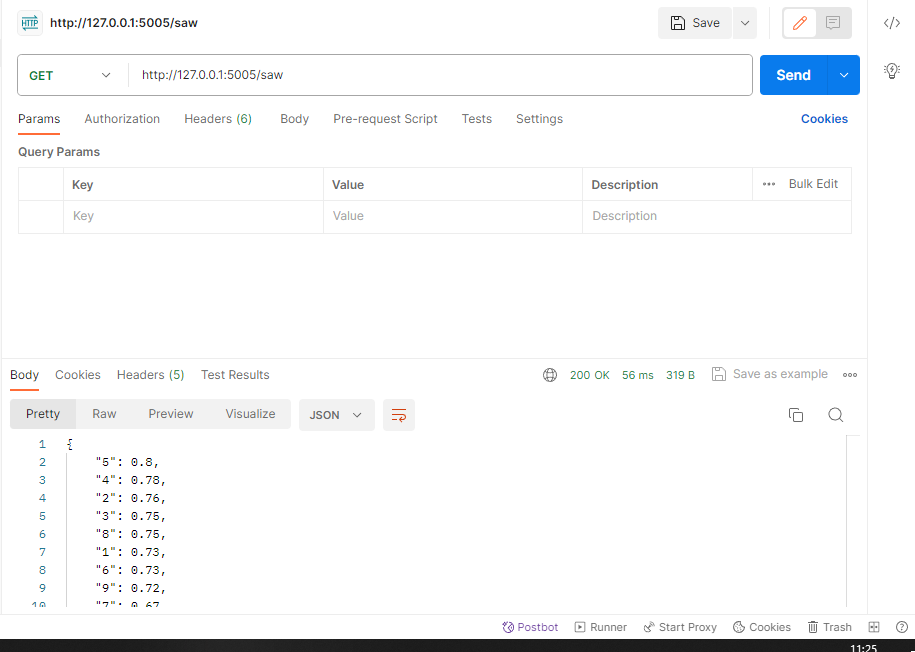 HTTP http://127.0.0.1:5005/saw Save
GET http://127.0.0.1:5005/saw Send
Params Authorization Headers (6) Body Pre-request Script Tests Settings Cookies
Query Params
Key Value Description ••• Bulk Edit
Key Value Description
Body Cookies Headers (5) Test Results 200 OK 56 ms 319 B Save as example •••
Pretty Raw Preview Visualize JSON
1 {
2 "5": 0.8,
3 "4": 0.78,
4 "2": 0.76,
5 "3": 0.75,
6 "8": 0.75,
7 "1": 0.73,
8 "6": 0.73,
9 "9": 0.72,
10 "7": 0.67
Postbot Runner Start Proxy Cookies Trash
11:25